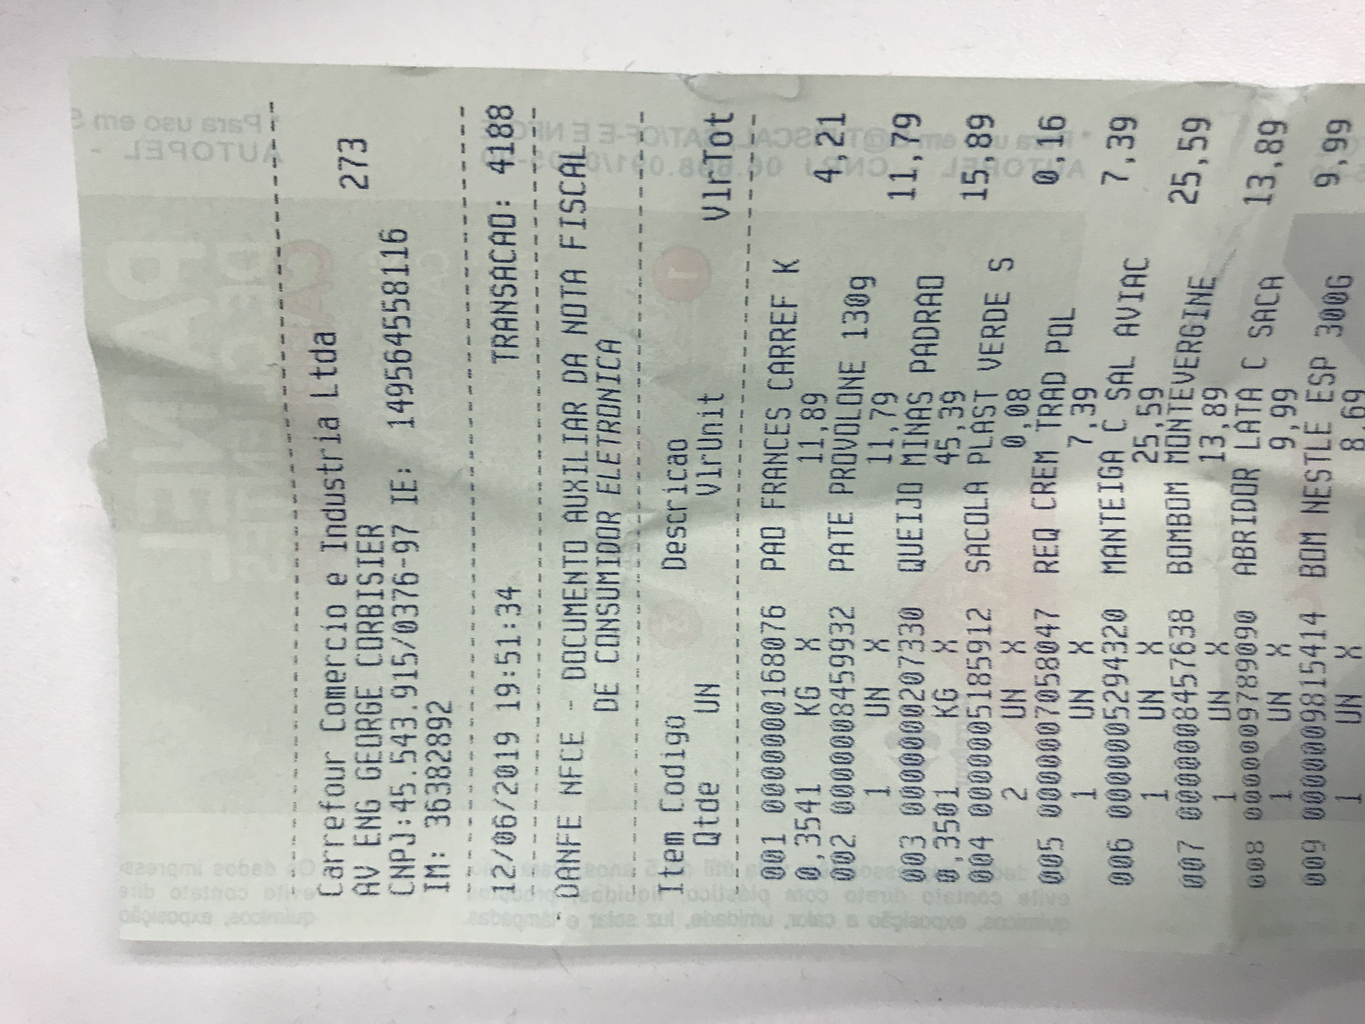 Carrefour Comercio e Industria Ltda
AV ENG GEORGE CORBISIER 273
CNPJ:45.543.915/0376-97 IE: 149564558116
IM: 36382892
12/06/2019 19:51:34 TRANSACAO: 4188
DANFE NFCE - DOCUMENTO AUXILIAR DA NOTA FISCAL
DE CONSUMIDOR ELETRONICA
Item Codigo Descricao
Qtde UN VlrUnit VlrTot
001 0000000168076 PAO FRANCES CARREF K
0,3541 KG X 11,89 4,21
002 0000008459932 PATE PROVOLONE 130g
1 UN X 11,79 11,79
003 0000000207330 QUEIJO MINAS PADRAO
0,3501 KG X 45,39 15,89
004 0000005185912 SACOLA PLAST VERDE S
2 UN X 0,08 0,16
005 0000007058047 REQ CREM TRAD POL
1 UN X 7,39 7,39
006 0000005294320 MANTEIGA C SAL AVIAC
1 UN X 25,59 25,59
007 0000008457638 BOMBOM MONTEVERGINE
1 UN X 13,89 13,89
008 0000009789090 ABRIDOR LATA C SACA
1 UN X 9,99 9,99
009 0000009815414 BOM NESTLE ESP 300G
1 UN X 8,69